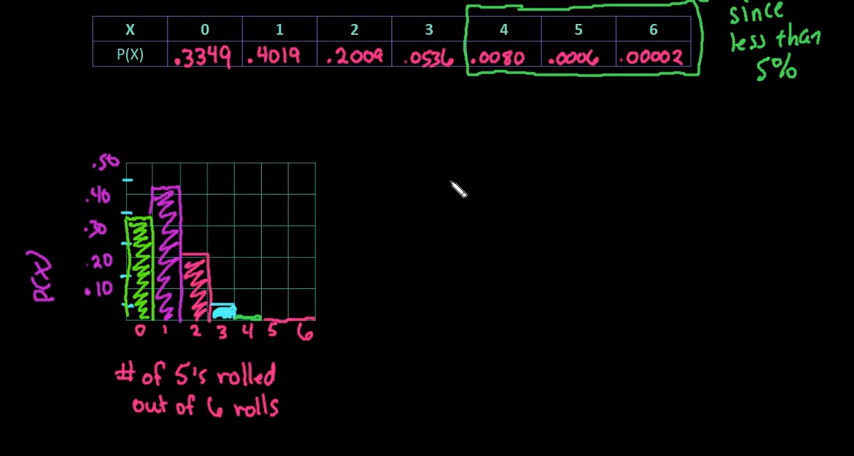 since
less than
5%
X 0 1 2 3 4 5 6
P(X) .3349 .4019 .2009 .0536 .0080 .0006 .00002
.50
.40
.30
.20
.10
P(X)
0 1 2 3 4 5 6
# of 5's rolled
out of 6 rolls